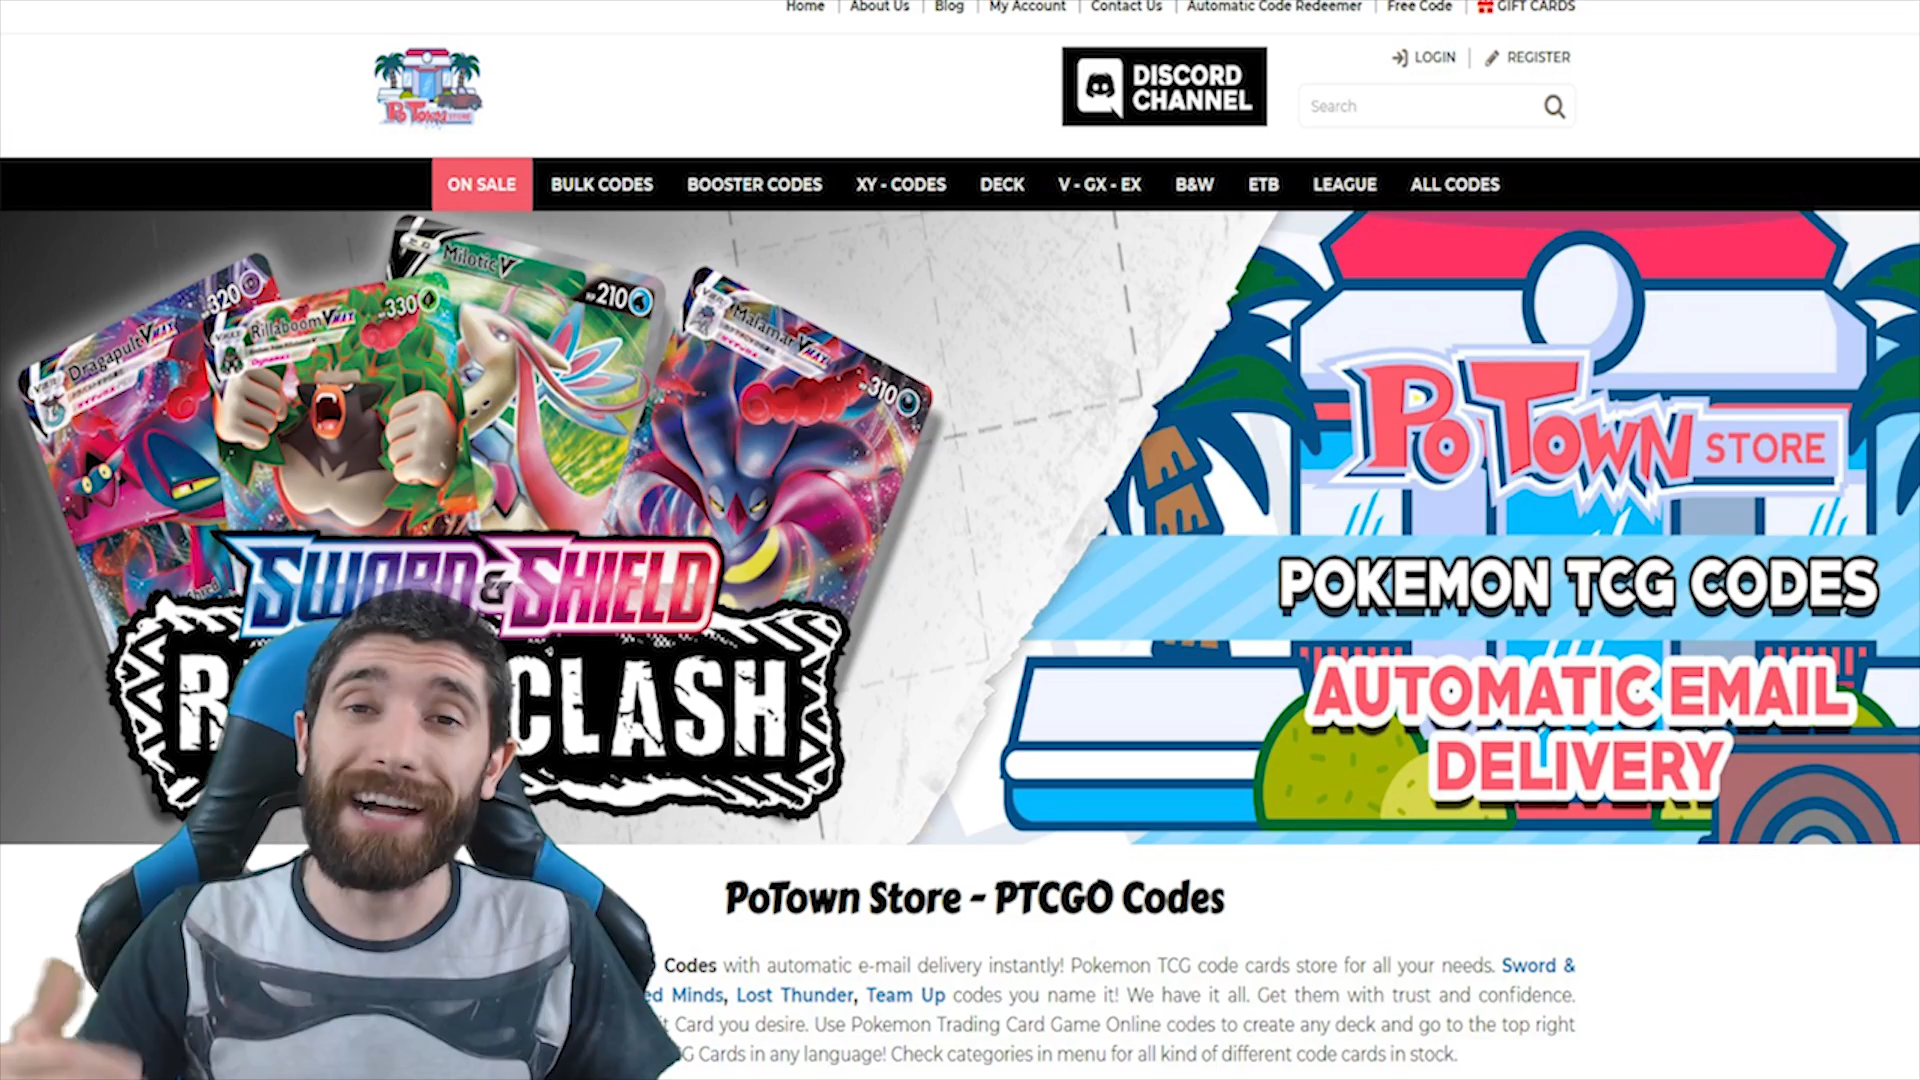 Home About Us Blog My Account Contact Us Automatic Code Redeemer Free Code GIFT CARDS
PoTown STORE
DISCORD
CHANNEL
LOGIN REGISTER
Search
ON SALE BULK CODES BOOSTER CODES XY - CODES DECK V - GX - EX B&W ETB LEAGUE ALL CODES
Dragapult VMAX 320
Rillaboom VMAX 330
Milotic V HP 210
Malamar VMAX 310
SWORD & SHIELD
CLASH
PoTown STORE
POKEMON TCG CODES
AUTOMATIC EMAIL
DELIVERY
PoTown Store - PTCGO Codes
Codes with automatic e-mail delivery instantly! Pokemon TCG code cards store for all your needs. Sword &
Minds, Lost Thunder, Team Up codes you name it! We have it all. Get them with trust and confidence.
Card you desire. Use Pokemon Trading Card Game Online codes to create any deck and go to the top right
Cards in any language! Check categories in menu for all kind of different code cards in stock.